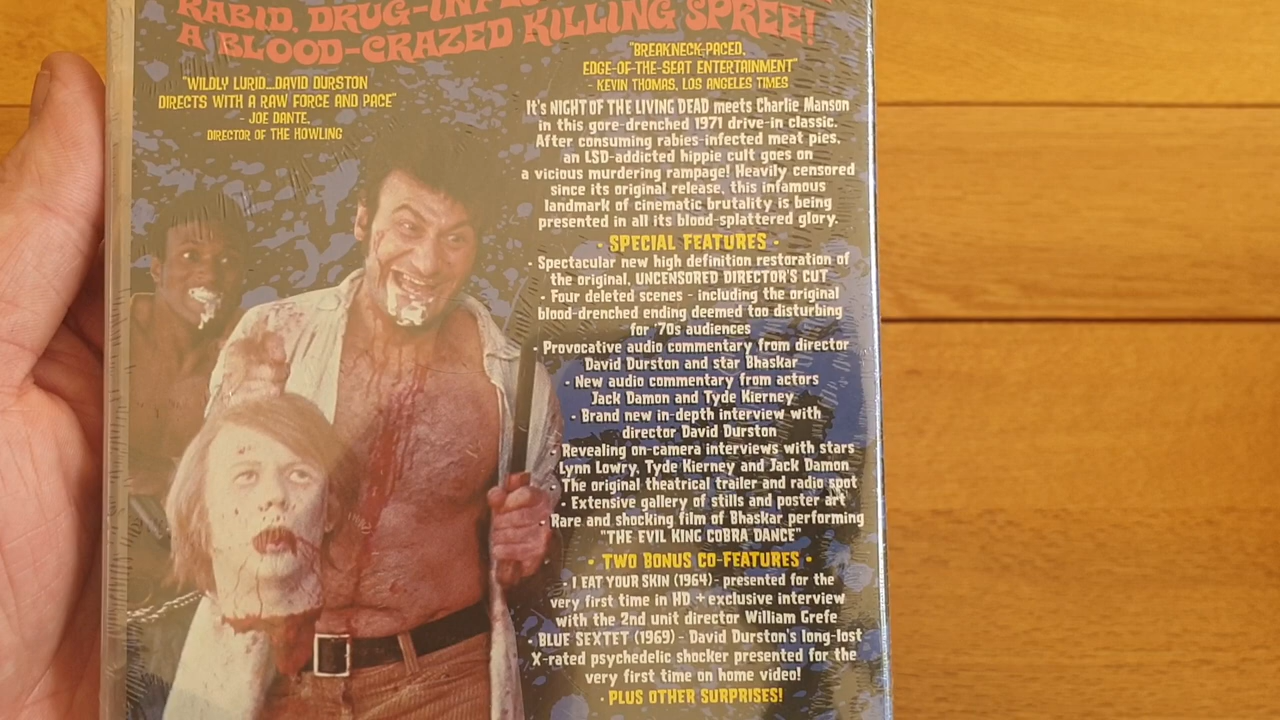 RABID, DRUG-INF
A BLOOD-CRAZED KILLING SPREE!
"WILDLY LURID...DAVID DURSTON
DIRECTS WITH A RAW FORCE AND PACE"
- JOE DANTE,
DIRECTOR OF THE HOWLING
"BREAKNECK-PACED,
EDGE-OF-THE-SEAT ENTERTAINMENT"
- KEVIN THOMAS, LOS ANGELES TIMES
It's NIGHT OF THE LIVING DEAD meets Charlie Manson
in this gore-drenched 1971 drive-in classic.
After consuming rabies-infected meat pies,
an LSD-addicted hippie cult goes on
a vicious murdering rampage! Heavily censored
since its original release, this infamous
landmark of cinematic brutality is being
presented in all its blood-splattered glory.
• SPECIAL FEATURES •
• Spectacular new high definition restoration of
the original, UNCENSORED DIRECTOR'S CUT
• Four deleted scenes - including the original
blood-drenched ending deemed too disturbing
for '70s audiences
• Provocative audio commentary from director
David Durston and star Bhaskar
• New audio commentary from actors
Jack Damon and Tyde Kierney
• Brand new in-depth interview with
director David Durston
• Revealing on-camera interviews with stars
Lynn Lowry, Tyde Kierney and Jack Damon
• The original theatrical trailer and radio spot
• Extensive gallery of stills and poster art
• Rare and shocking film of Bhaskar performing
"THE EVIL KING COBRA DANCE"
• TWO BONUS CO-FEATURES •
• I EAT YOUR SKIN (1964) - presented for the
very first time in HD + exclusive interview
with the 2nd unit director William Grefe
• BLUE SEXTET (1969) - David Durston's long-lost
X-rated psychedelic shocker presented for the
very first time on home video!
• PLUS OTHER SURPRISES!